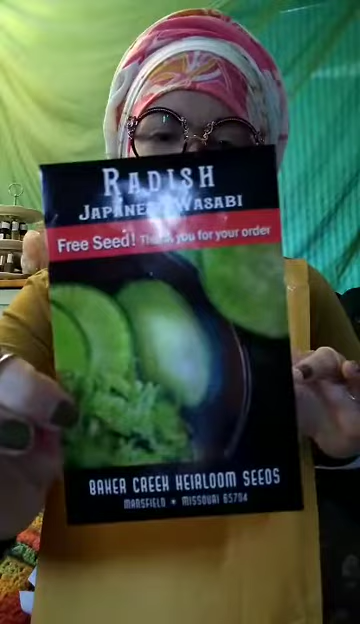 RADISH
JAPANESE WASABI
Free Seed! Thank you for your order
BAKER CREEK HEIRLOOM SEEDS
MANSFIELD ✦ MISSOURI 65704